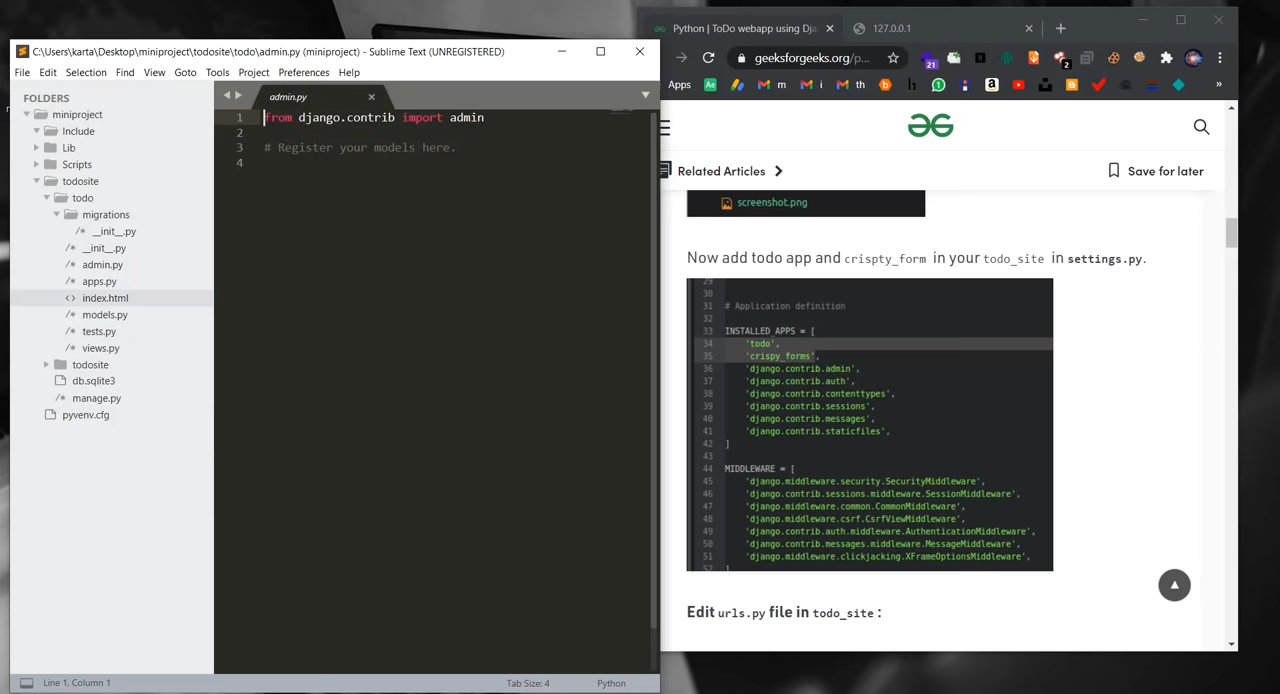 C:\Users\karta\Desktop\miniproject\todosite\todo\admin.py (miniproject) - Sublime Text (UNREGISTERED)
File Edit Selection Find View Goto Tools Project Preferences Help
FOLDERS
miniproject
Include
Lib
Scripts
todosite
todo
migrations
__init__.py
__init__.py
admin.py
apps.py
index.html
models.py
tests.py
views.py
todosite
db.sqlite3
manage.py
pyvenv.cfg
admin.py
1 from django.contrib import admin
2
3 # Register your models here.
4
Line 1, Column 1
Tab Size: 4
Python
Python | ToDo webapp using Dja
127.0.0.1
geeksforgeeks.org/p...
21
2
Apps
m
i
th
Related Articles
Save for later
screenshot.png
Now add todo app and crispty_form in your todo_site in settings.py.
29
30
31 # Application definition
32
33 INSTALLED_APPS = [
34 'todo',
35 'crispy_forms',
36 'django.contrib.admin',
37 'django.contrib.auth',
38 'django.contrib.contenttypes',
39 'django.contrib.sessions',
40 'django.contrib.messages',
41 'django.contrib.staticfiles',
42 ]
43
44 MIDDLEWARE = [
45 'django.middleware.security.SecurityMiddleware',
46 'django.contrib.sessions.middleware.SessionMiddleware',
47 'django.middleware.common.CommonMiddleware',
48 'django.middleware.csrf.CsrfViewMiddleware',
49 'django.contrib.auth.middleware.AuthenticationMiddleware',
50 'django.contrib.messages.middleware.MessageMiddleware',
51 'django.middleware.clickjacking.XFrameOptionsMiddleware',
52 ]
Edit urls.py file in todo_site :